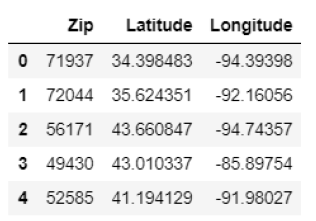 Zip Latitude Longitude
0 71937 34.398483 -94.39398
1 72044 35.624351 -92.16056
2 56171 43.660847 -94.74357
3 49430 43.010337 -85.89754
4 52585 41.194129 -91.98027